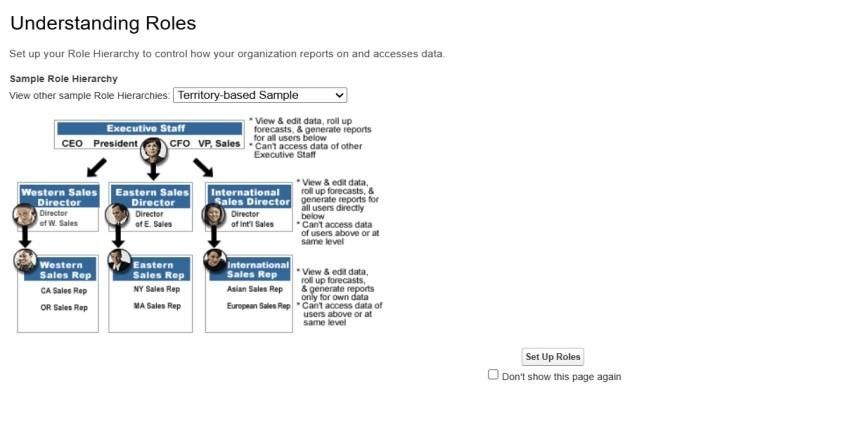 Understanding Roles
Set up your Role Hierarchy to control how your organization reports on and accesses data.
Sample Role Hierarchy
View other sample Role Hierarchies: Territory-based Sample
Executive Staff
CEO President CFO VP, Sales
* View & edit data, roll up
forecasts, & generate reports
for all users below
* Can't access data of other
Executive Staff
Western Sales
Director
Director
of W. Sales
Eastern Sales
Director
Director
of E. Sales
International
Sales Director
Director
of Int'l Sales
* View & edit data,
roll up forecasts, &
generate reports for
all users directly
below
* Can't access data
of users above or at
same level
Western
Sales Rep
CA Sales Rep
OR Sales Rep
Eastern
Sales Rep
NY Sales Rep
MA Sales Rep
International
Sales Rep
Asian Sales Rep
European Sales Rep
* View & edit data,
roll up forecasts,
& generate reports
only for own data
* Can't access data of
users above or at
same level
Set Up Roles
Don't show this page again